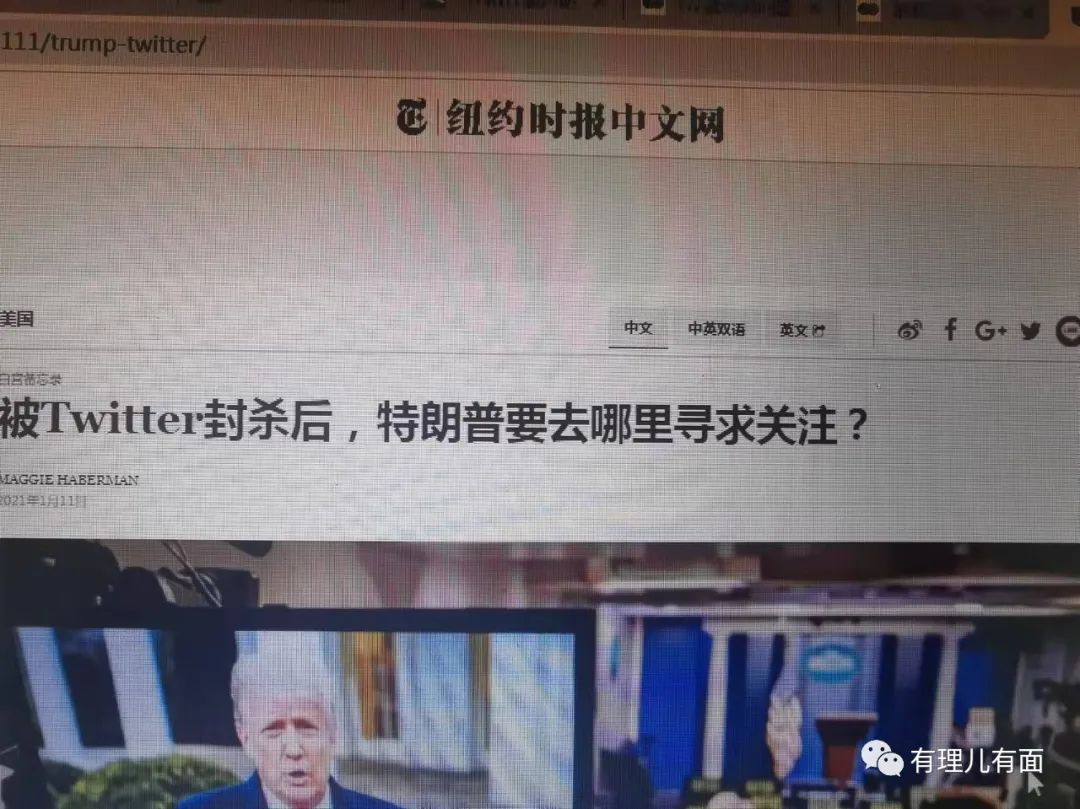 111/trump-twitter/
纽约时报中文网
美国
中文 中英双语 英文
白宫备忘录
被Twitter封杀后，特朗普要去哪里寻求关注？
MAGGIE HABERMAN
2021年1月11日
有理儿有面